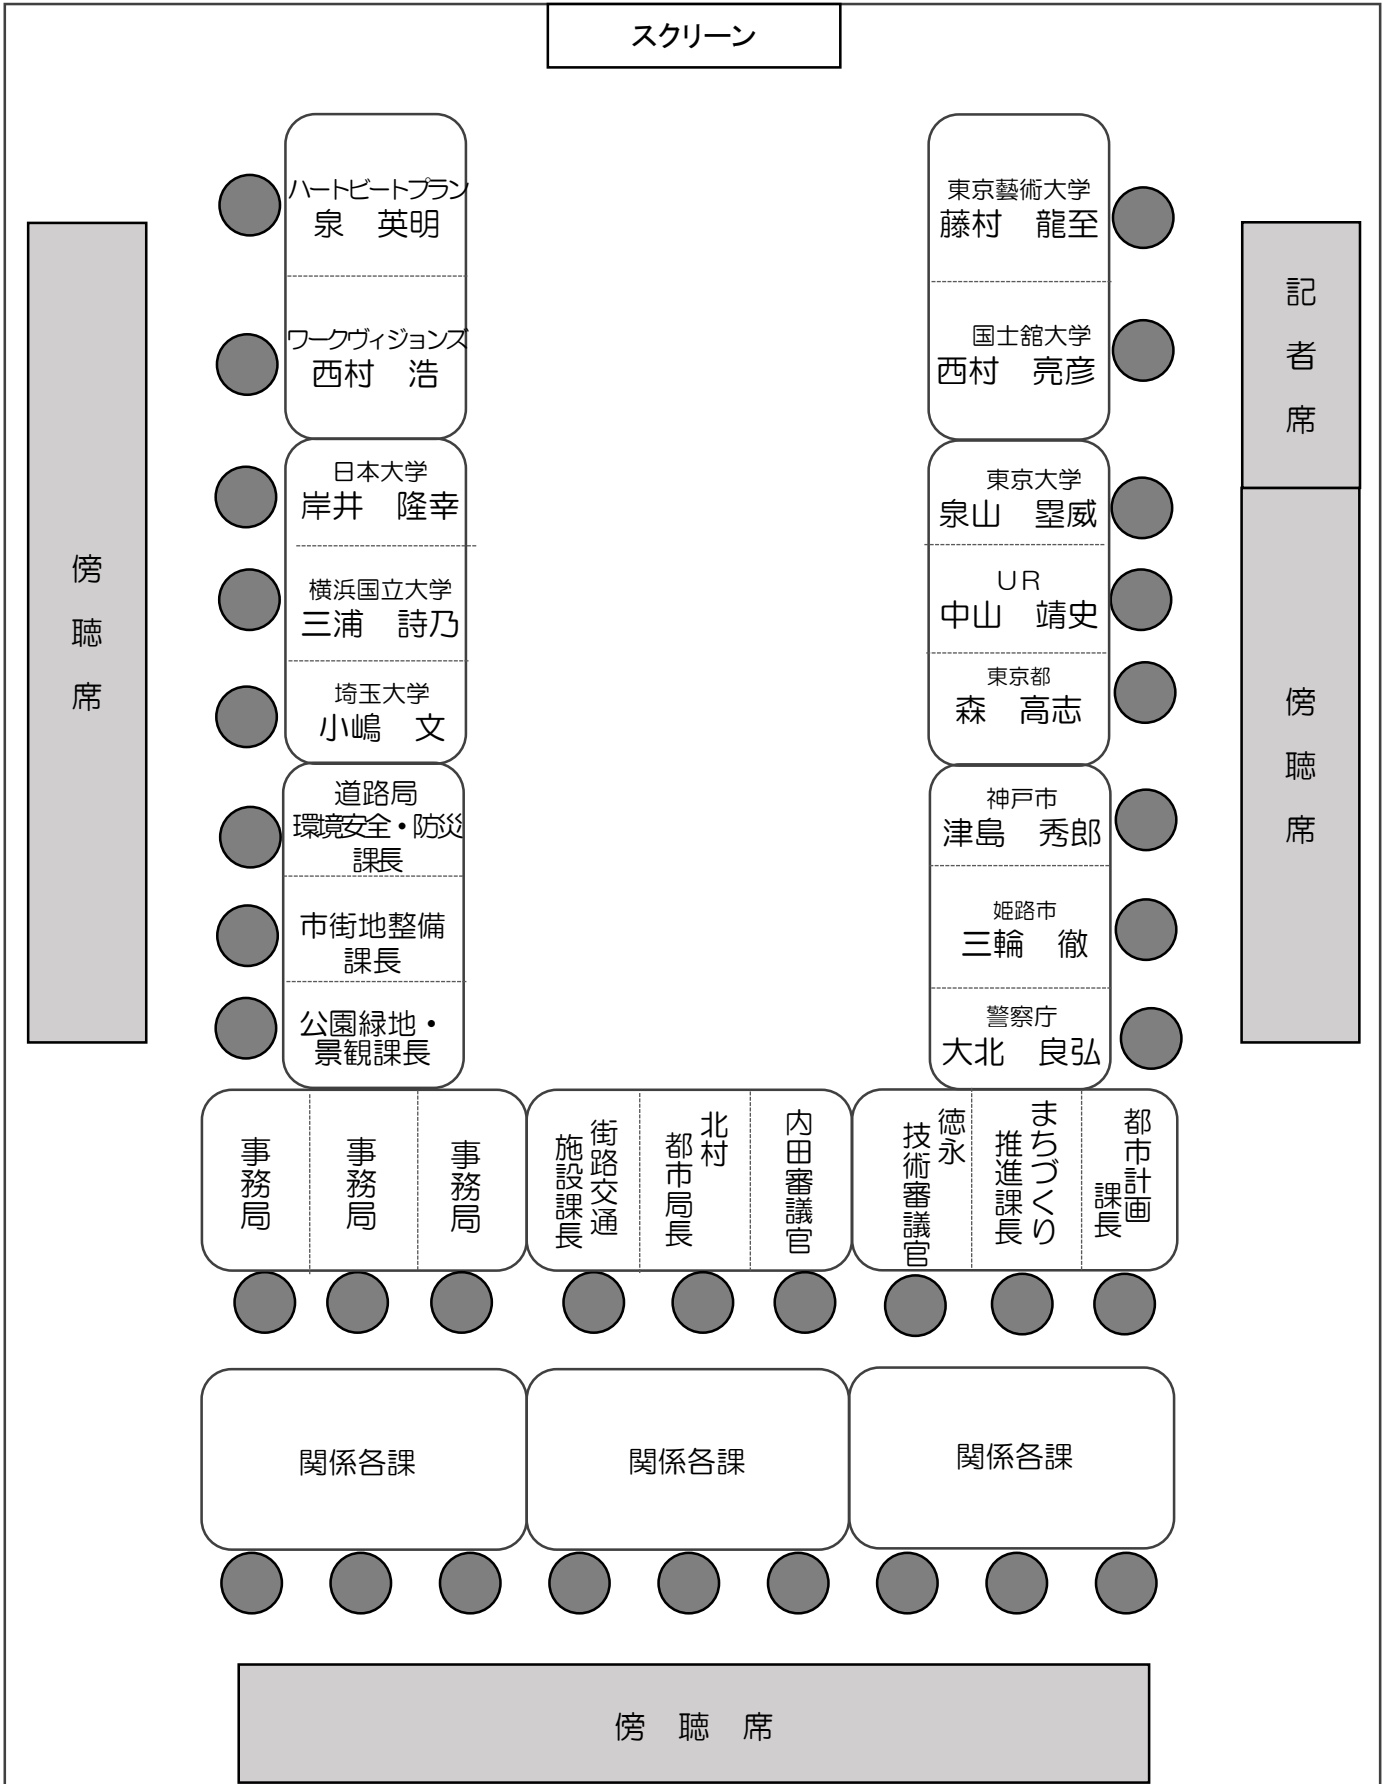 スクリーン
ハートビートプラン
泉　英明
ワークヴィジョンズ
西村　浩
日本大学
岸井　隆幸
横浜国立大学
三浦　詩乃
埼玉大学
小嶋　文
道路局
環境安全・防災
課長
市街地整備
課長
公園緑地・
景観課長
東京藝術大学
藤村　龍至
国士舘大学
西村　亮彦
東京大学
泉山　塁威
ＵＲ
中山　靖史
東京都
森　高志
神戸市
津島　秀郎
姫路市
三輪　徹
警察庁
大北　良弘
傍聴席
記者席
傍聴席
事務局
事務局
事務局
街路交通
施設課長
北村
都市局長
内田審議官
徳永
技術審議官
まちづくり
推進課長
都市計画
課長
関係各課
関係各課
関係各課
傍　聴　席